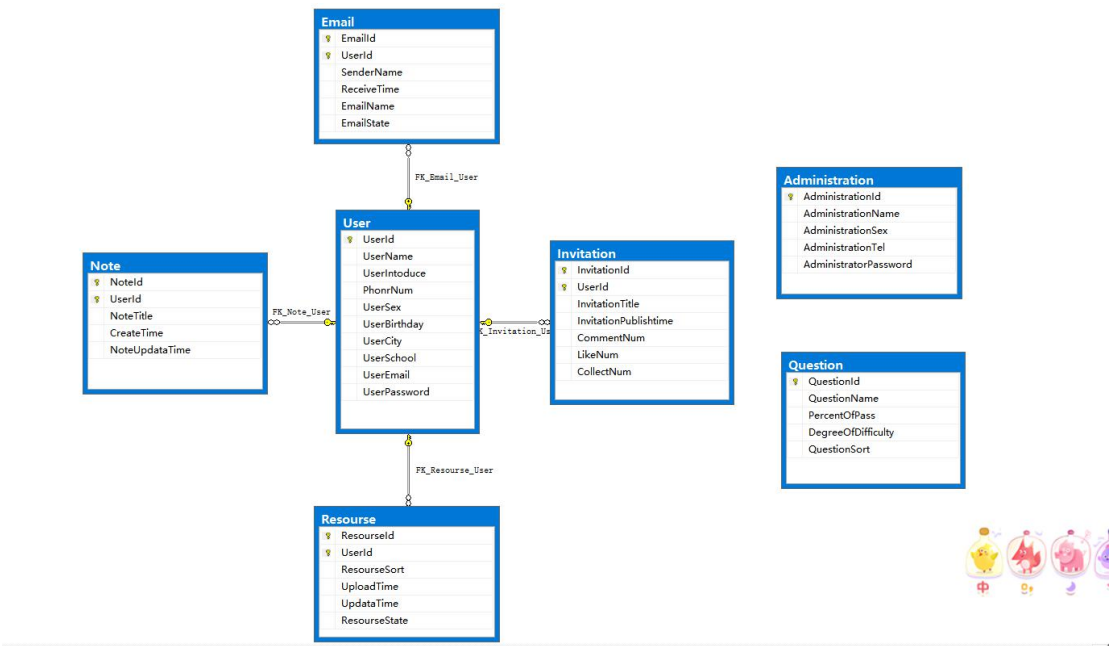 Email
EmailId
UserId
SenderName
ReceiveTime
EmailName
EmailState
FK_Email_User
Administration
AdministrationId
AdministrationName
AdministrationSex
AdministrationTel
AdministratorPassword
User
UserId
UserName
UserIntoduce
PhonrNum
UserSex
UserBirthday
UserCity
UserSchool
UserEmail
UserPassword
Note
NoteId
UserId
NoteTitle
CreateTime
NoteUpdataTime
FK_Note_User
Invitation
InvitationId
UserId
InvitationTitle
InvitationPublishtime
CommentNum
LikeNum
CollectNum
K_Invitation_Us
Question
QuestionId
QuestionName
PercentOfPass
DegreeOfDifficulty
QuestionSort
FK_Resourse_User
Resourse
ResourseId
UserId
ResourseSort
UploadTime
UpdataTime
ResourseState
中